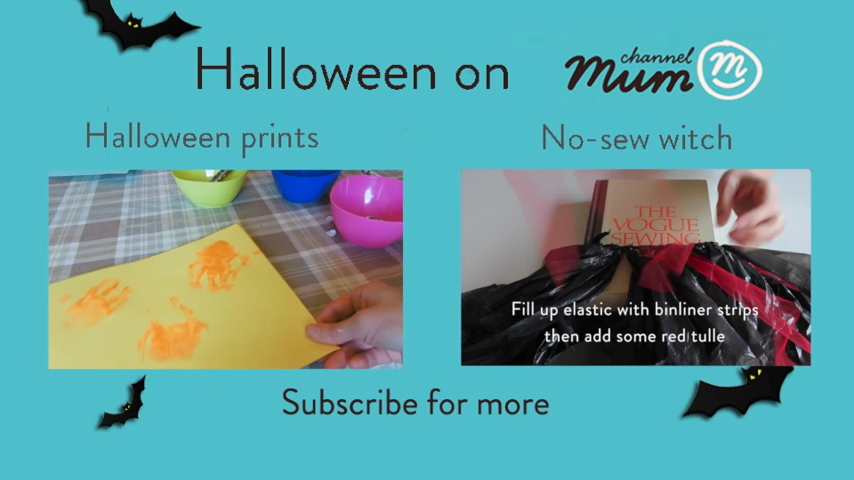 Halloween on
channel
mum
m
Halloween prints
No-sew witch
THE
VOGUE
SEWING
Fill up elastic with binliner strips
then add some red tulle
Subscribe for more